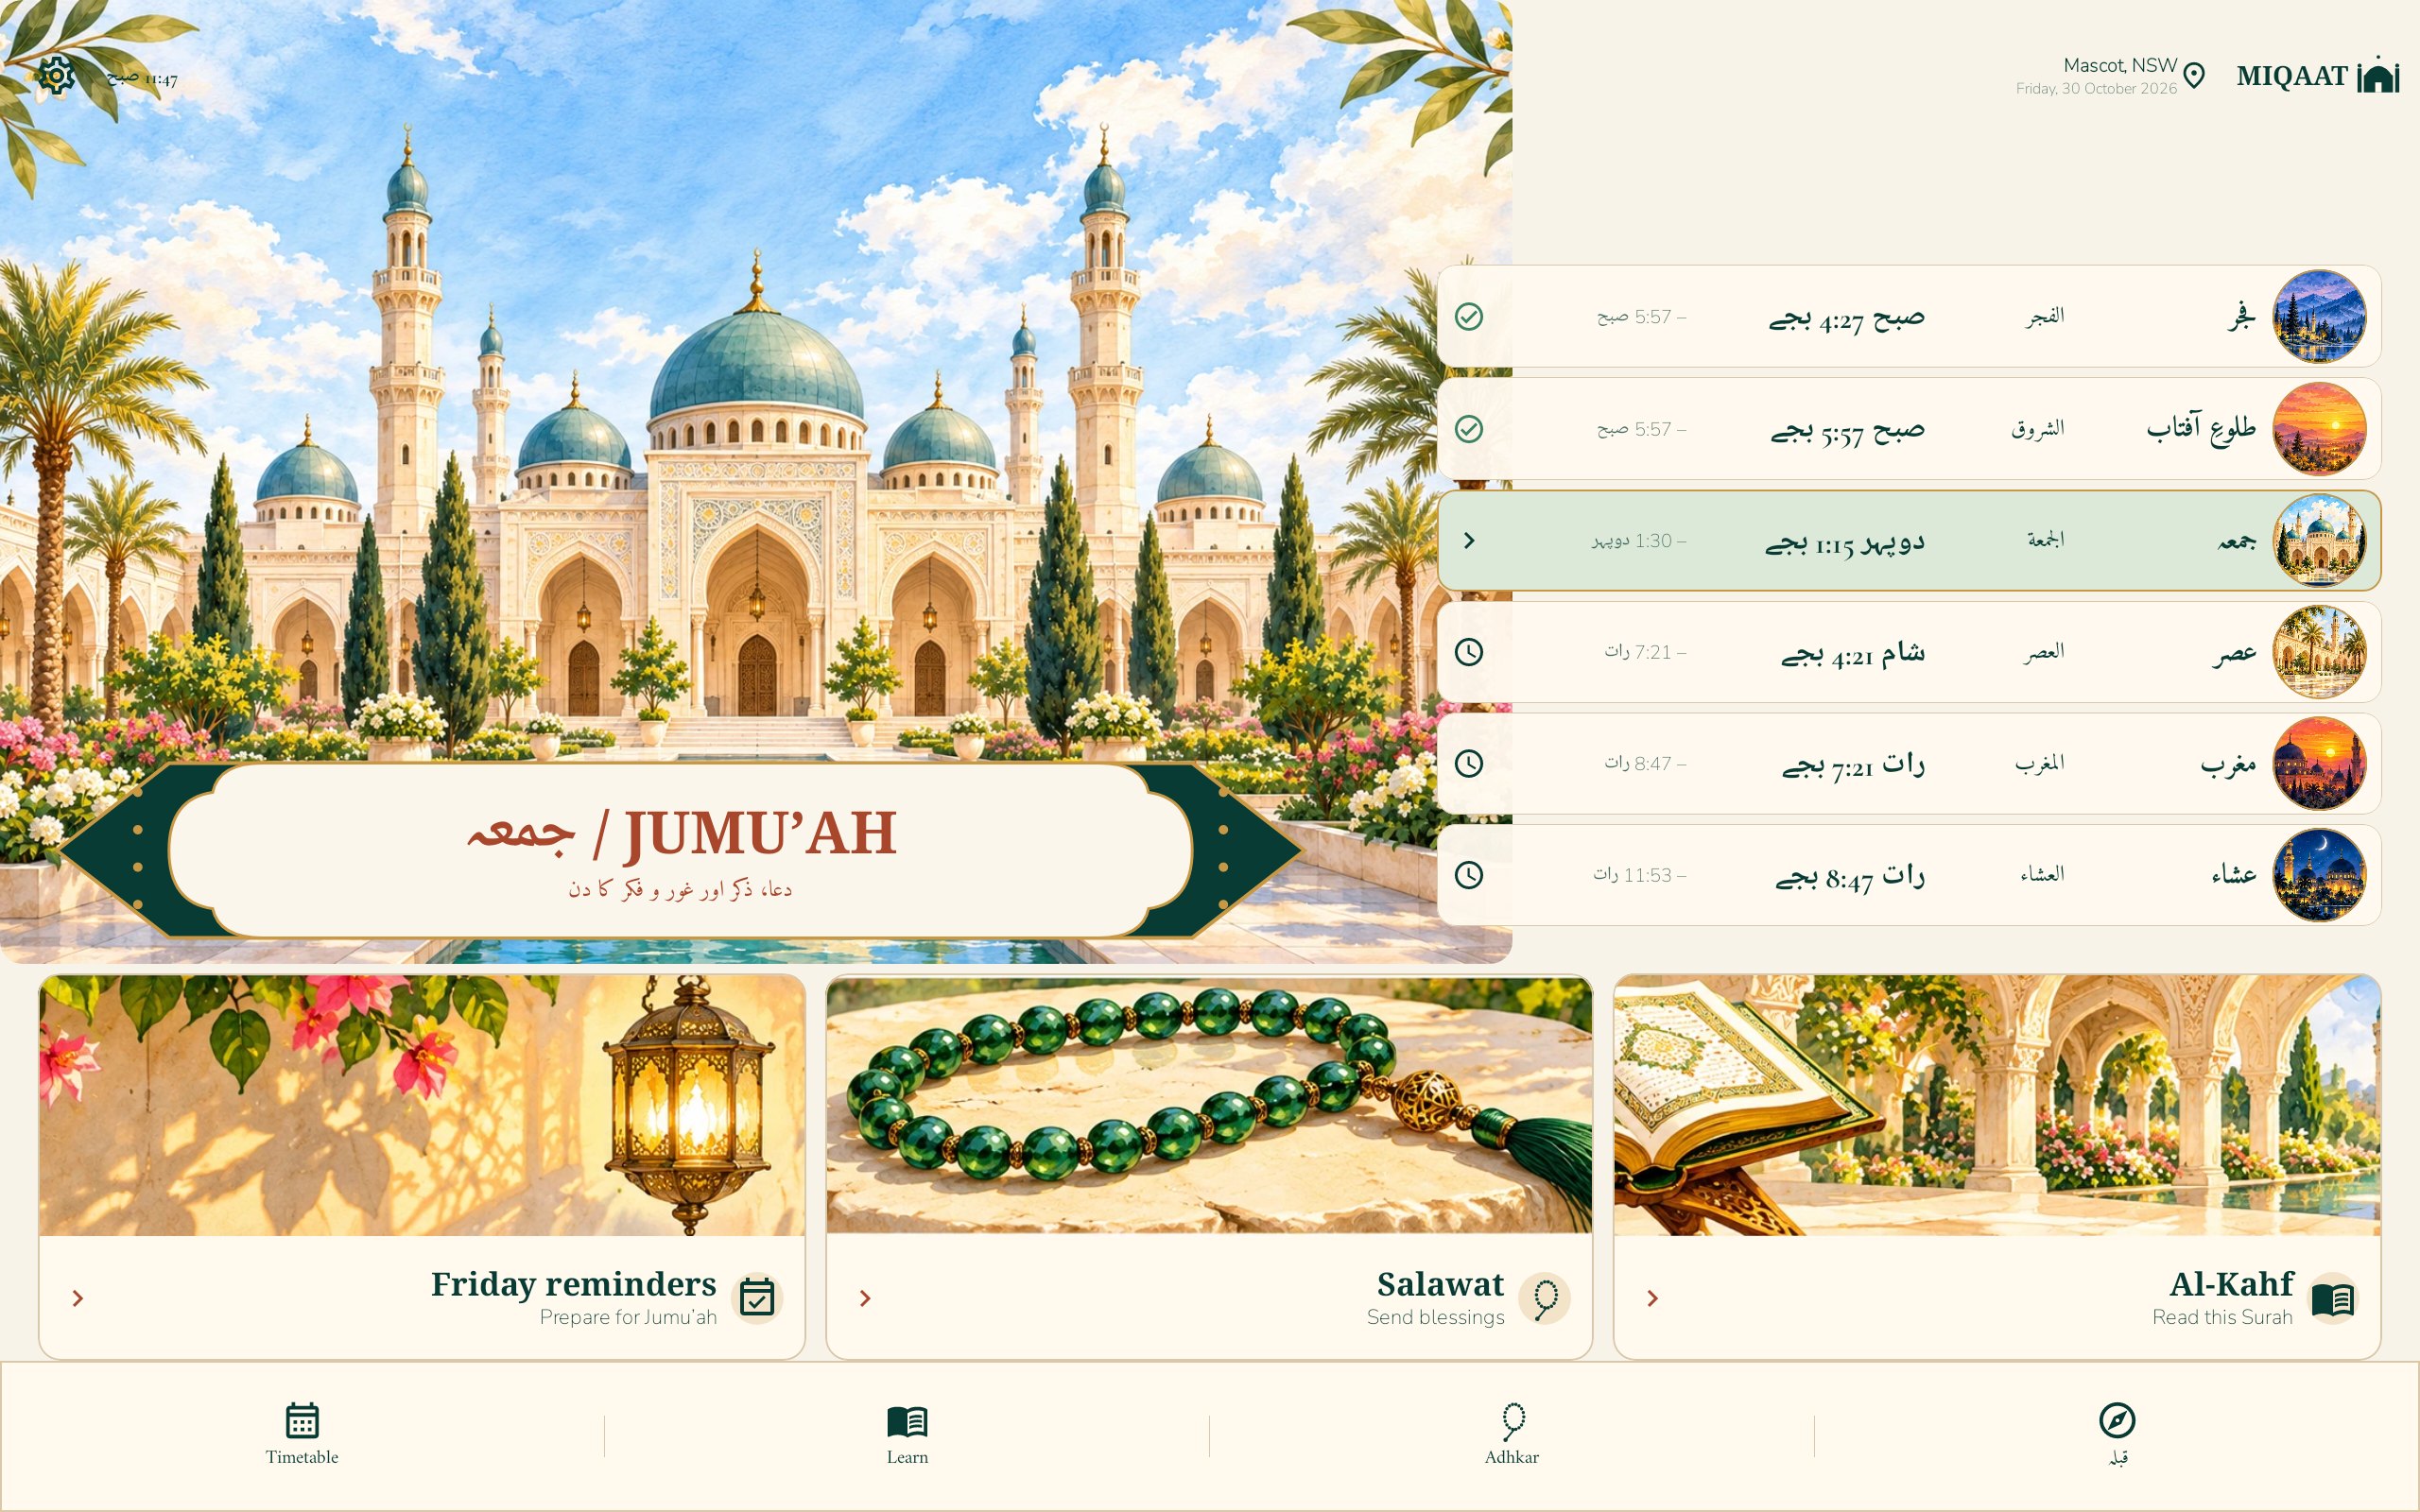 MIQAAT
Mascot, NSW
Friday, 30 October 2026
11:47 صبح
فجر
الفجر
صبح 4:27 بجے
– 5:57 صبح
طلوع آفتاب
الشروق
صبح 5:57 بجے
– 5:57 صبح
جمعہ
الجمعة
دوپہر 1:15 بجے
– 1:30 دوپہر
عصر
العصر
شام 4:21 بجے
– 7:21 رات
مغرب
المغرب
رات 7:21 بجے
– 8:47 رات
عشاء
العشاء
رات 8:47 بجے
– 11:53 رات
جمعہ / JUMU’AH
دعا، ذکر اور غور و فکر کا دن
Al-Kahf
Read this Surah
Salawat
Send blessings
Friday reminders
Prepare for Jumu’ah
قبلہ
Adhkar
Learn
Timetable